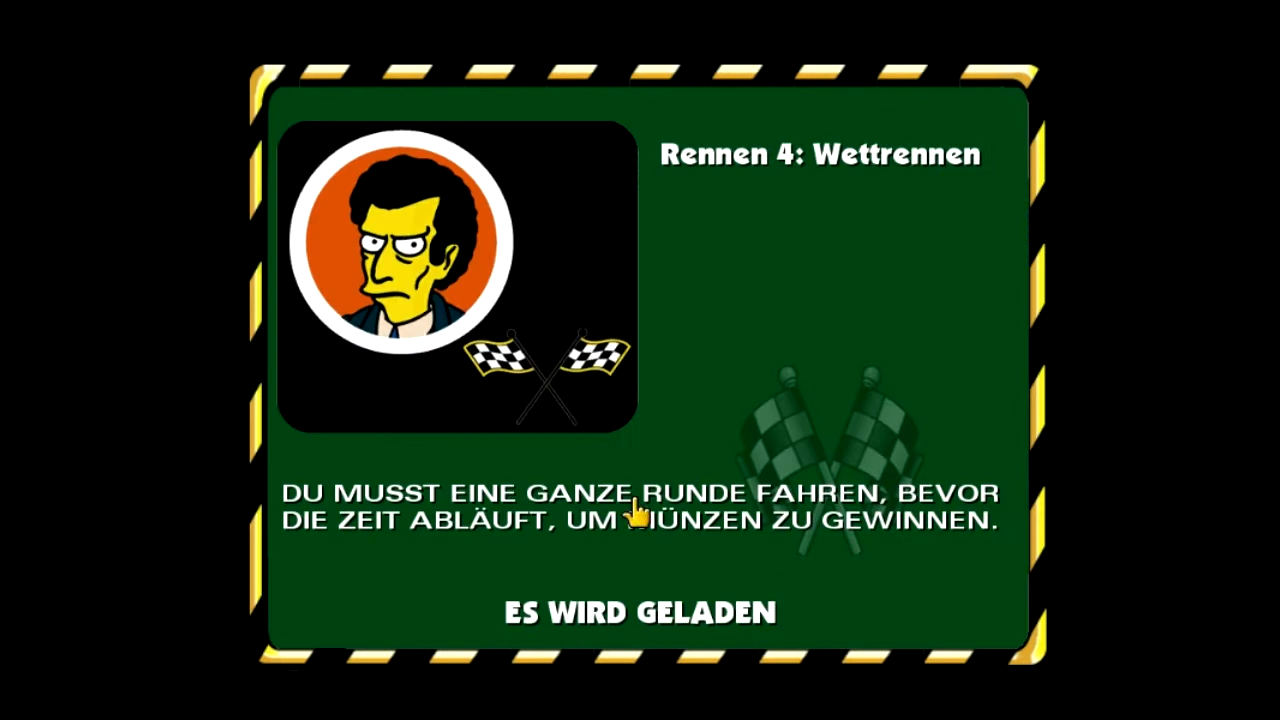 Rennen 4: Wettrennen
DU MUSST EINE GANZE RUNDE FAHREN, BEVOR
DIE ZEIT ABLÄUFT, UM MÜNZEN ZU GEWINNEN.
ES WIRD GELADEN